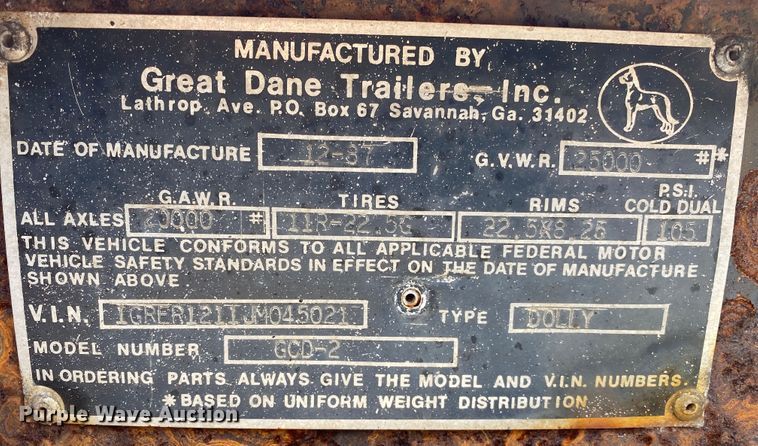 MANUFACTURED BY
Great Dane Trailers, Inc.
Lathrop Ave. P.O. Box 67 Savannah, Ga. 31402
DATE OF MANUFACTURE 12-87 G.V.W.R. 25000 #*
G.A.W.R. TIRES RIMS P.S.I. COLD DUAL
ALL AXLES 20000 # 11R-22.5G 22.5X8.25 105
THIS VEHICLE CONFORMS TO ALL APPLICABLE FEDERAL MOTOR
VEHICLE SAFETY STANDARDS IN EFFECT ON THE DATE OF MANUFACTURE
SHOWN ABOVE
V.I.N. 1GRER1211JM045021 TYPE DOLLY
MODEL NUMBER GCD-2
IN ORDERING PARTS ALWAYS GIVE THE MODEL AND V.I.N. NUMBERS.
*BASED ON UNIFORM WEIGHT DISTRIBUTION
Purple Wave Auction